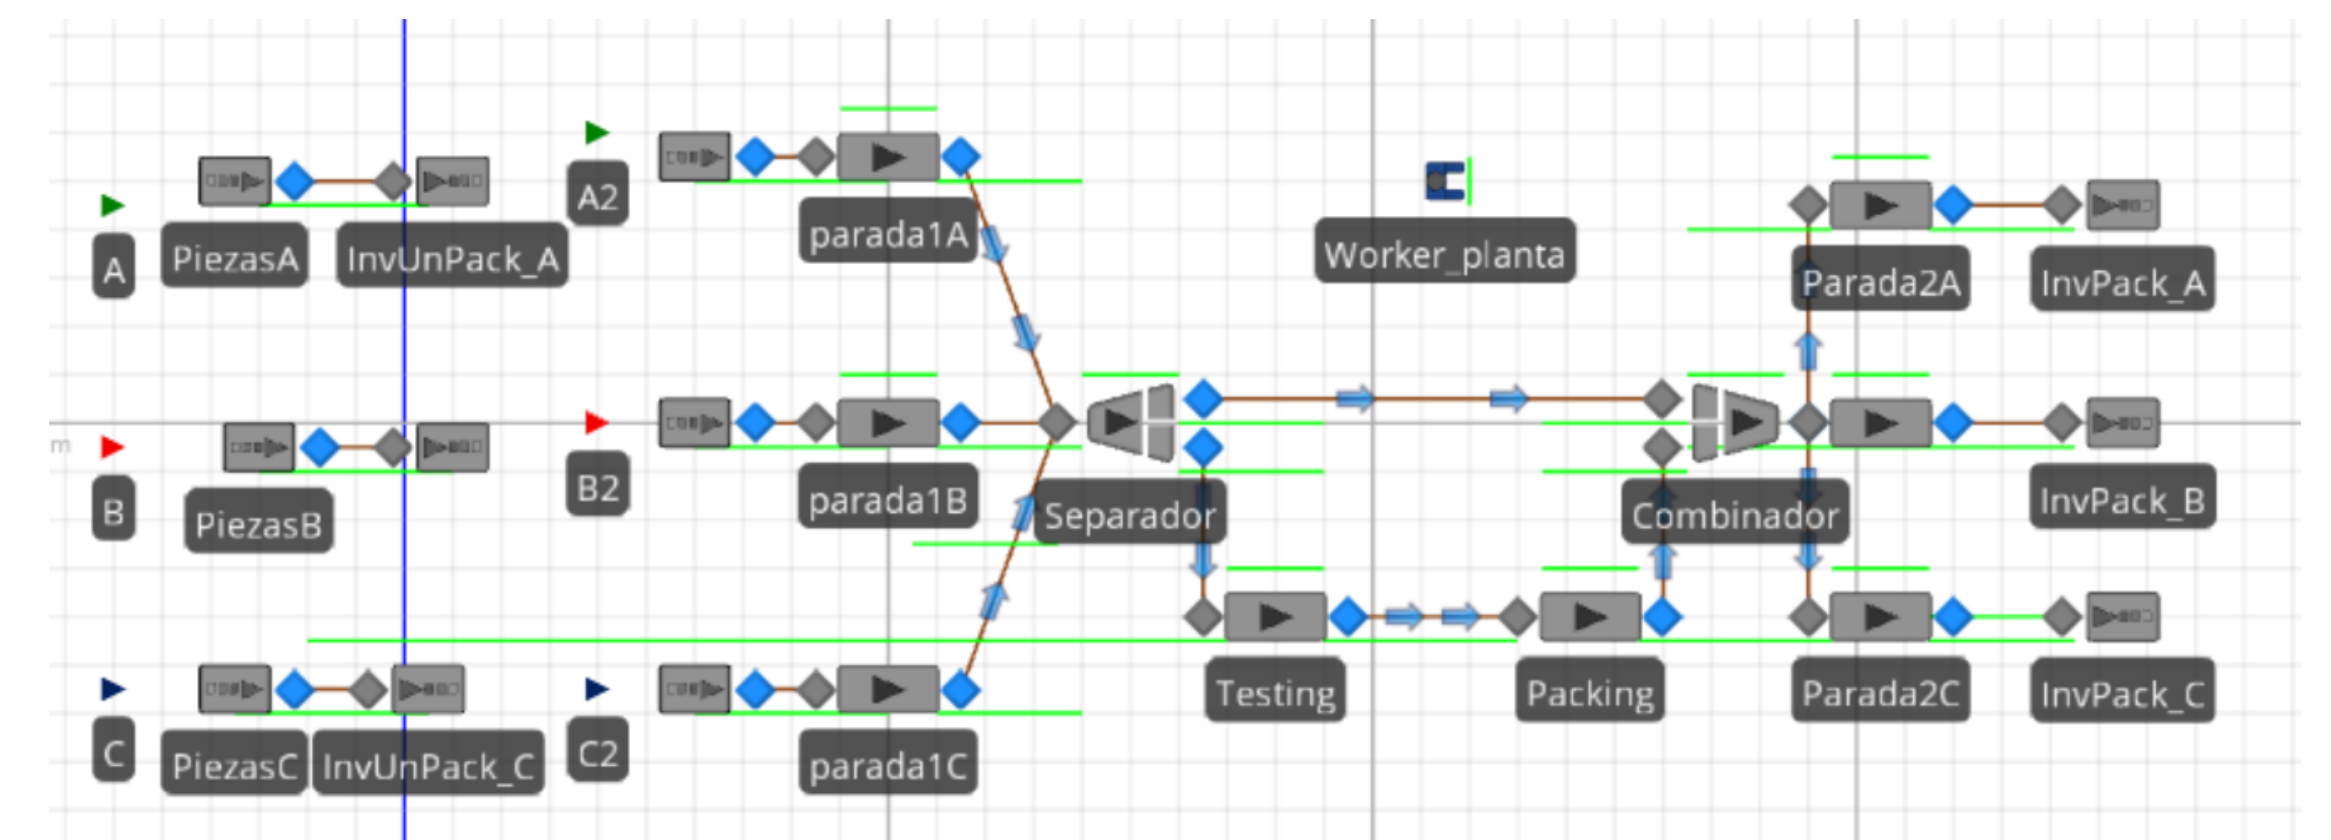 A
PiezasA
InvUnPack_A
A2
parada1A
Worker_planta
Parada2A
InvPack_A
m
B
PiezasB
B2
parada1B
Separador
Combinador
InvPack_B
Testing
Packing
Parada2C
InvPack_C
C
PiezasC
InvUnPack_C
C2
parada1C